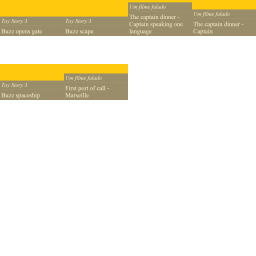 Toy Story 3
Buzz opens gate
Toy Story 3
Buzz scape
Um filme falado
The captain dinner -
Captain speaking one
language
Um filme falado
The captain dinner -
Captain
Toy Story 3
Buzz spaceship
Um filme falado
First port of call -
Marseille